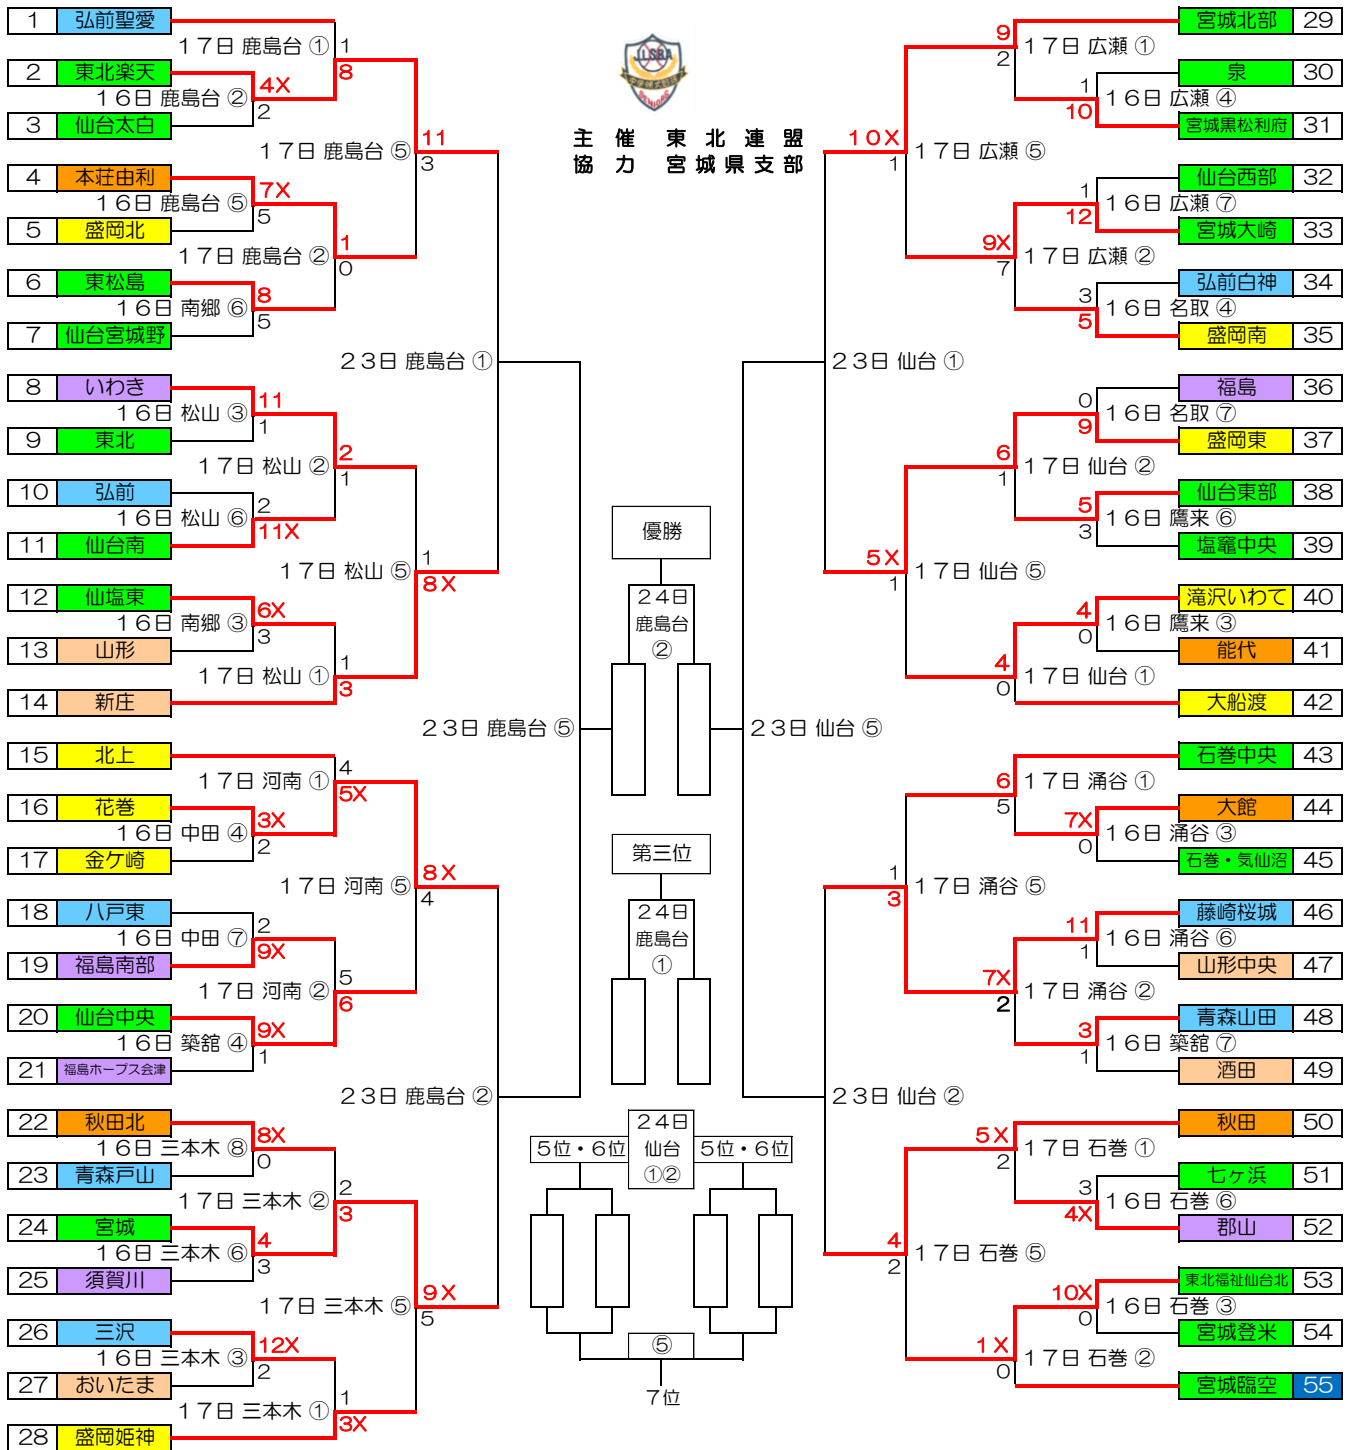 JLSBA
SENIORS
主 催 東 北 連 盟
協 力 宮 城 県 支 部
1 弘前聖愛
17日 鹿島台 ①
1
8
2 東北楽天
16日 鹿島台 ②
4X
2
3 仙台太白
17日 鹿島台 ⑤
11
3
4 本荘由利
16日 鹿島台 ⑤
7X
5
5 盛岡北
17日 鹿島台 ②
1
0
6 東松島
16日 南郷 ⑥
8
5
7 仙台宮城野
23日 鹿島台 ①
8 いわき
16日 松山 ③
11
1
9 東北
17日 松山 ②
2
1
10 弘前
16日 松山 ⑥
2
11X
11 仙台南
17日 松山 ⑤
1
8X
12 仙塩東
16日 南郷 ③
6X
3
13 山形
17日 松山 ①
1
3
14 新庄
23日 鹿島台 ⑤
15 北上
17日 河南 ①
4
5X
16 花巻
16日 中田 ④
3X
2
17 金ケ崎
17日 河南 ⑤
8X
4
18 八戸東
16日 中田 ⑦
2
9X
19 福島南部
17日 河南 ②
5
6
20 仙台中央
16日 築舘 ④
9X
1
21 福島ホープス会津
23日 鹿島台 ②
22 秋田北
16日 三本木 ⑧
8X
0
23 青森戸山
17日 三本木 ②
2
3
24 宮城
16日 三本木 ⑥
4
3
25 須賀川
17日 三本木 ⑤
9X
5
26 三沢
16日 三本木 ③
12X
2
27 おいたま
17日 三本木 ①
1
3X
28 盛岡姫神
優勝
24日
鹿島台
②
第三位
24日
鹿島台
①
24日
仙台
①②
5位・6位
5位・6位
⑤
7位
宮城北部 29
9
2
17日 広瀬 ①
泉 30
1
10
16日 広瀬 ④
宮城黒松利府 31
10X
1
17日 広瀬 ⑤
仙台西部 32
1
12
16日 広瀬 ⑦
宮城大崎 33
9X
7
17日 広瀬 ②
弘前白神 34
3
5
16日 名取 ④
盛岡南 35
23日 仙台 ①
福島 36
0
9
16日 名取 ⑦
盛岡東 37
6
1
17日 仙台 ②
仙台東部 38
5
3
16日 鷹来 ⑥
塩竈中央 39
5X
1
17日 仙台 ⑤
滝沢いわて 40
4
0
16日 鷹来 ③
能代 41
4
0
17日 仙台 ①
大船渡 42
23日 仙台 ⑤
石巻中央 43
6
5
17日 涌谷 ①
大館 44
7X
0
16日 涌谷 ③
石巻・気仙沼 45
1
3
17日 涌谷 ⑤
藤崎桜城 46
11
1
16日 涌谷 ⑥
山形中央 47
7X
2
17日 涌谷 ②
青森山田 48
3
1
16日 築舘 ⑦
酒田 49
23日 仙台 ②
秋田 50
5X
2
17日 石巻 ①
七ヶ浜 51
3
4X
16日 石巻 ⑥
郡山 52
4
2
17日 石巻 ⑤
東北福祉仙台北 53
10X
0
16日 石巻 ③
宮城登米 54
1X
0
17日 石巻 ②
宮城臨空 55